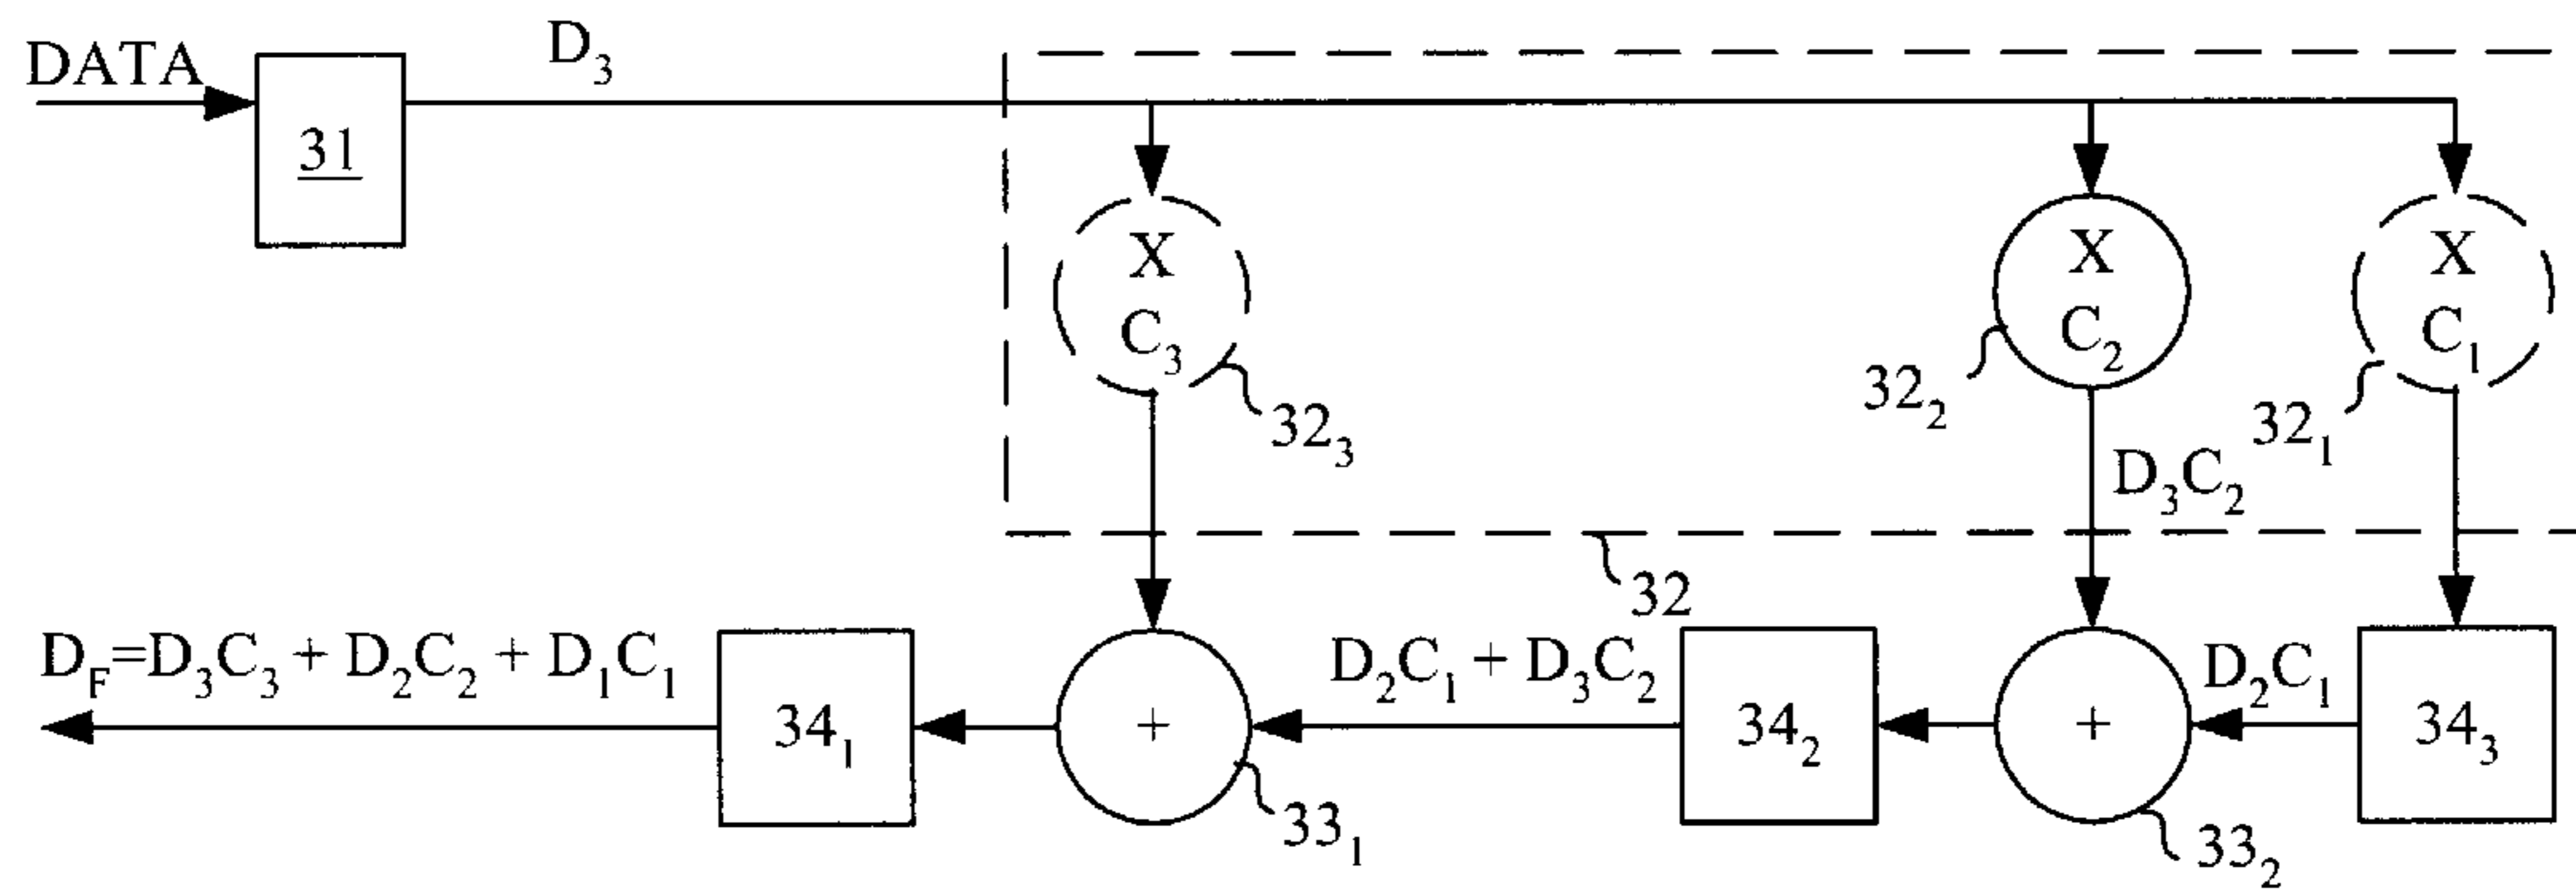 DATA
D₃
31
X
C₃
32₃
X
C₂
32₂
X
C₁
32₁
D₃C₂
32
D_F=D₃C₃ + D₂C₂ + D₁C₁
34₁
+
33₁
D₂C₁ + D₃C₂
34₂
+
33₂
D₂C₁
34₃